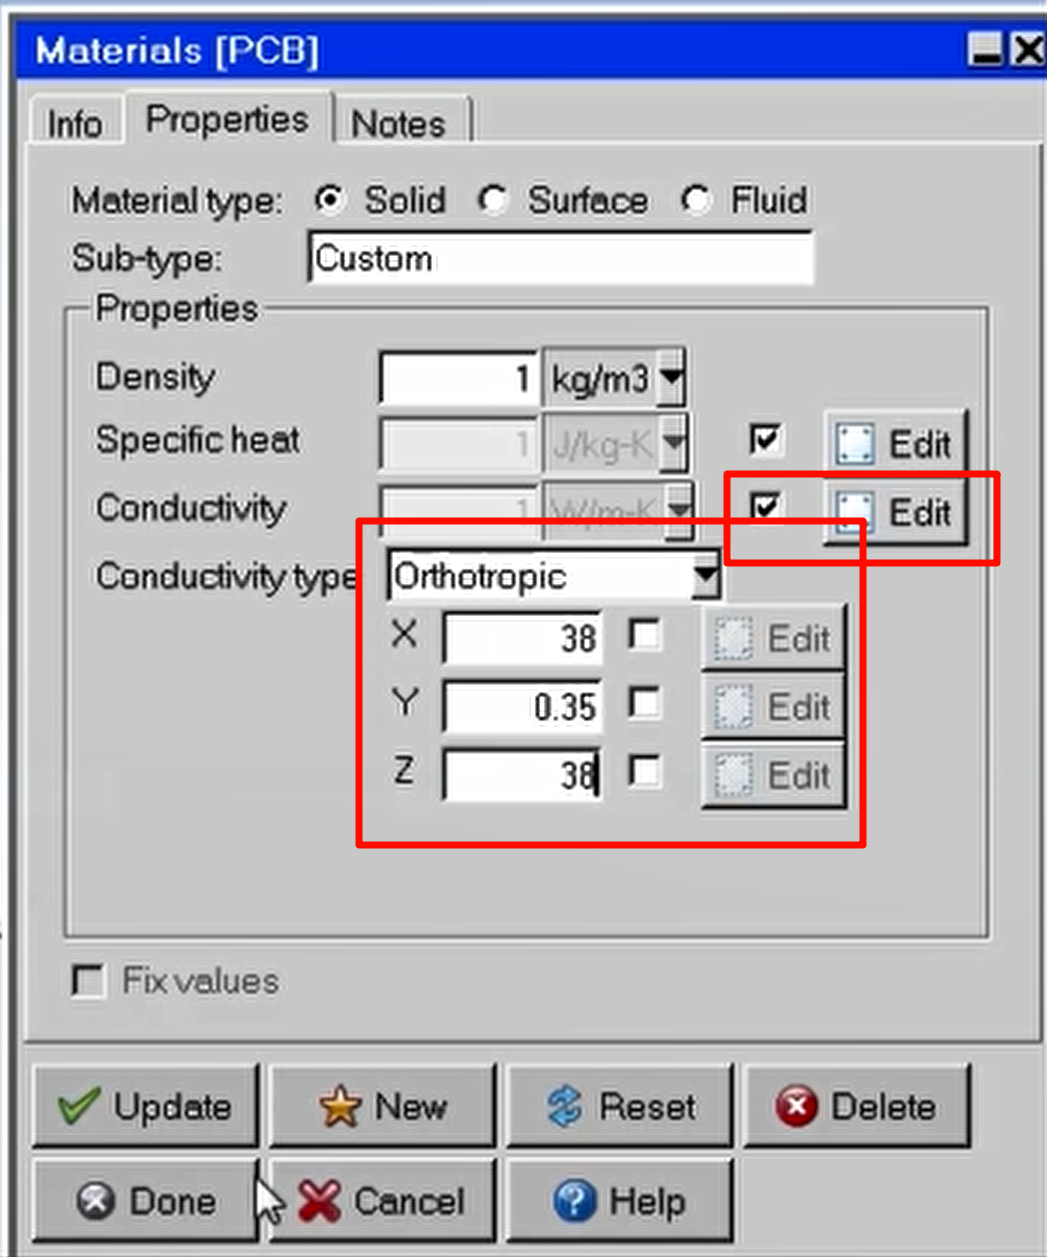 Materials [PCB]
Info Properties Notes
Material type: Solid Surface Fluid
Sub-type: Custom
Properties
Density 1 kg/m3
Specific heat 1 J/kg-K Edit
Conductivity 1 W/m-K Edit
Conductivity type Orthotropic
X 38 Edit
Y 0.35 Edit
Z 38 Edit
Fix values
Update New Reset Delete
Done Cancel Help